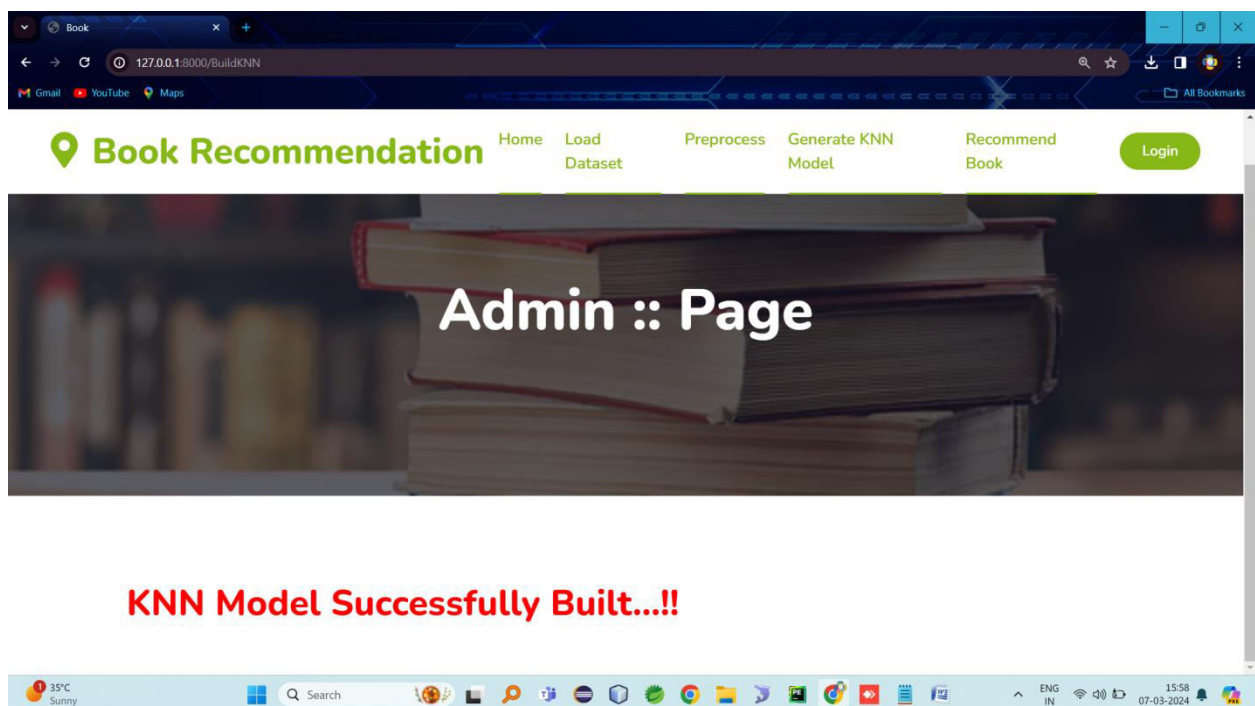 Book
127.0.0.1:8000/BuildKNN
Gmail YouTube Maps All Bookmarks
Book Recommendation
Home Load Preprocess Generate KNN Recommend Login
Dataset Model Book
Admin :: Page
KNN Model Successfully Built...!!
1 35°C
Sunny
Search
ENG
IN
15:58
07-03-2024
PRE